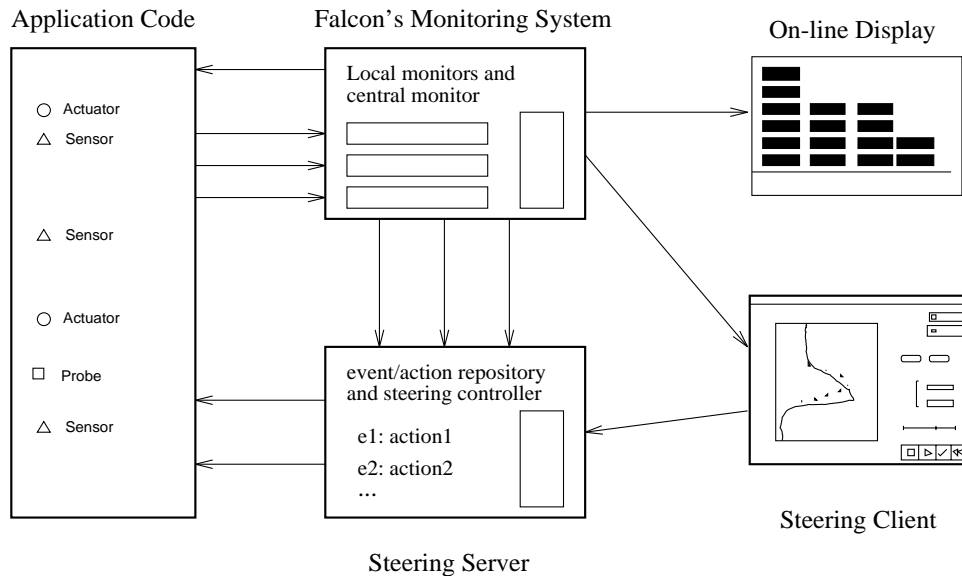 Application Code
Falcon's Monitoring System
On-line Display
Local monitors and
central monitor
Actuator
Sensor
Sensor
Actuator
Probe
Sensor
event/action repository
and steering controller
e1: action1
e2: action2
...
Steering Server
Steering Client